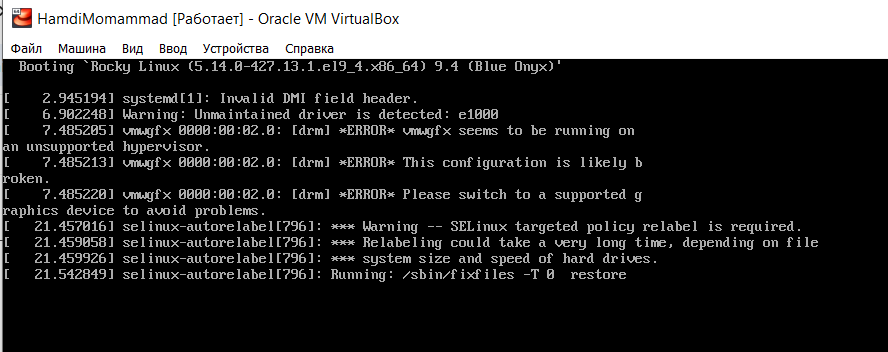 HamdiMomammad [Работает] - Oracle VM VirtualBox
Файл Машина Вид Ввод Устройства Справка
Booting `Rocky Linux (5.14.0-427.13.1.el9_4.x86_64) 9.4 (Blue Onyx)'
[    2.945194] systemd[1]: Invalid DMI field header.
[    6.902248] Warning: Unmaintained driver is detected: e1000
[    7.485205] vmwgfx 0000:00:02.0: [drm] *ERROR* vmwgfx seems to be running on
an unsupported hypervisor.
[    7.485213] vmwgfx 0000:00:02.0: [drm] *ERROR* This configuration is likely b
roken.
[    7.485220] vmwgfx 0000:00:02.0: [drm] *ERROR* Please switch to a supported g
raphics device to avoid problems.
[   21.457016] selinux-autorelabel[796]: *** Warning -- SELinux targeted policy relabel is required.
[   21.459058] selinux-autorelabel[796]: *** Relabeling could take a very long time, depending on file
[   21.459926] selinux-autorelabel[796]: *** system size and speed of hard drives.
[   21.542849] selinux-autorelabel[796]: Running: /sbin/fixfiles -T 0  restore